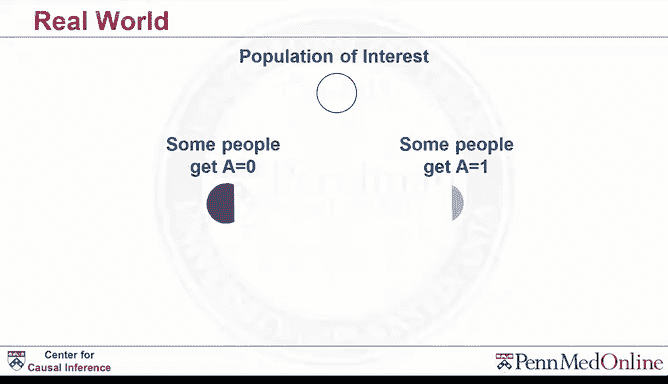 Real World
Population of Interest
Some people
get A=0
Some people
get A=1
Center for
Causal Inference
PennMedOnline